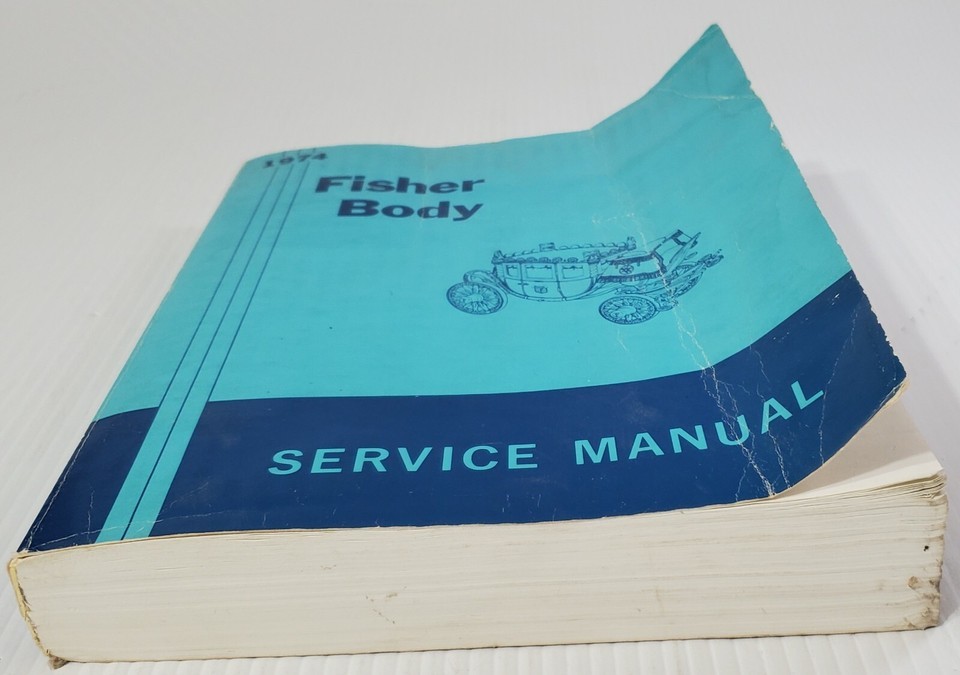 1974
Fisher
Body
SERVICE MANUAL